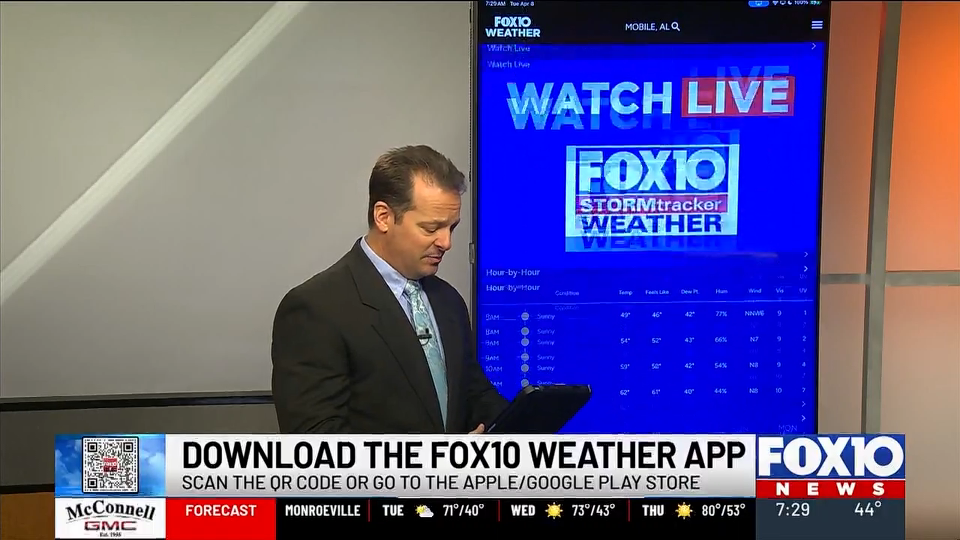 7:29 AM Tue Apr 8
100%
FOX10
WEATHER
MOBILE, AL
Watch Live
Watch Live
WATCH LIVE
FOX10
STORMtracker
WEATHER
Hour-by-Hour
Hour-by-Hour
Condition Temp. Feels Like Dew Pt. Hum Wind Vis UV
8AM Sunny 49° 46° 42° 77% NNW6 9 1
9AM Sunny 54° 52° 43° 66% N7 9 2
10AM Sunny 59° 42° 54% N8 9 4
62° 61° 40° 44% N8 10
DOWNLOAD THE FOX10 WEATHER APP
SCAN THE QR CODE OR GO TO THE APPLE/GOOGLE PLAY STORE
FOX10
NEWS
McConnell
GMC
Est. 1935
FORECAST
MONROEVILLE TUE 71°/40° WED 73°/43° THU 80°/53°
7:29 44°